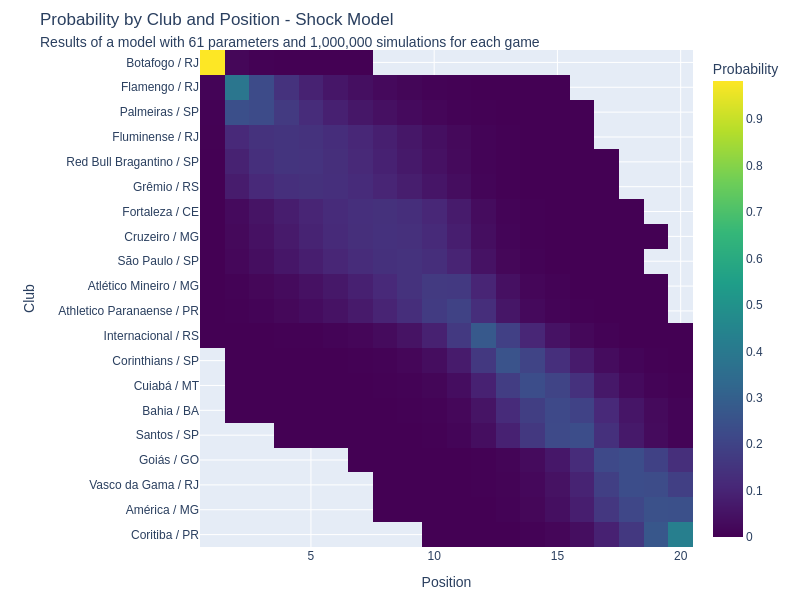 Probability by Club and Position - Shock Model
Results of a model with 61 parameters and 1,000,000 simulations for each game
Probability
Botafogo / RJ
Flamengo / RJ
Palmeiras / SP
Fluminense / RJ
Red Bull Bragantino / SP
Grêmio / RS
Fortaleza / CE
Cruzeiro / MG
São Paulo / SP
Atlético Mineiro / MG
Athletico Paranaense / PR
Internacional / RS
Corinthians / SP
Cuiabá / MT
Bahia / BA
Santos / SP
Goiás / GO
Vasco da Gama / RJ
América / MG
Coritiba / PR
Club
5
10
15
20
Position
0.9
0.8
0.7
0.6
0.5
0.4
0.3
0.2
0.1
0